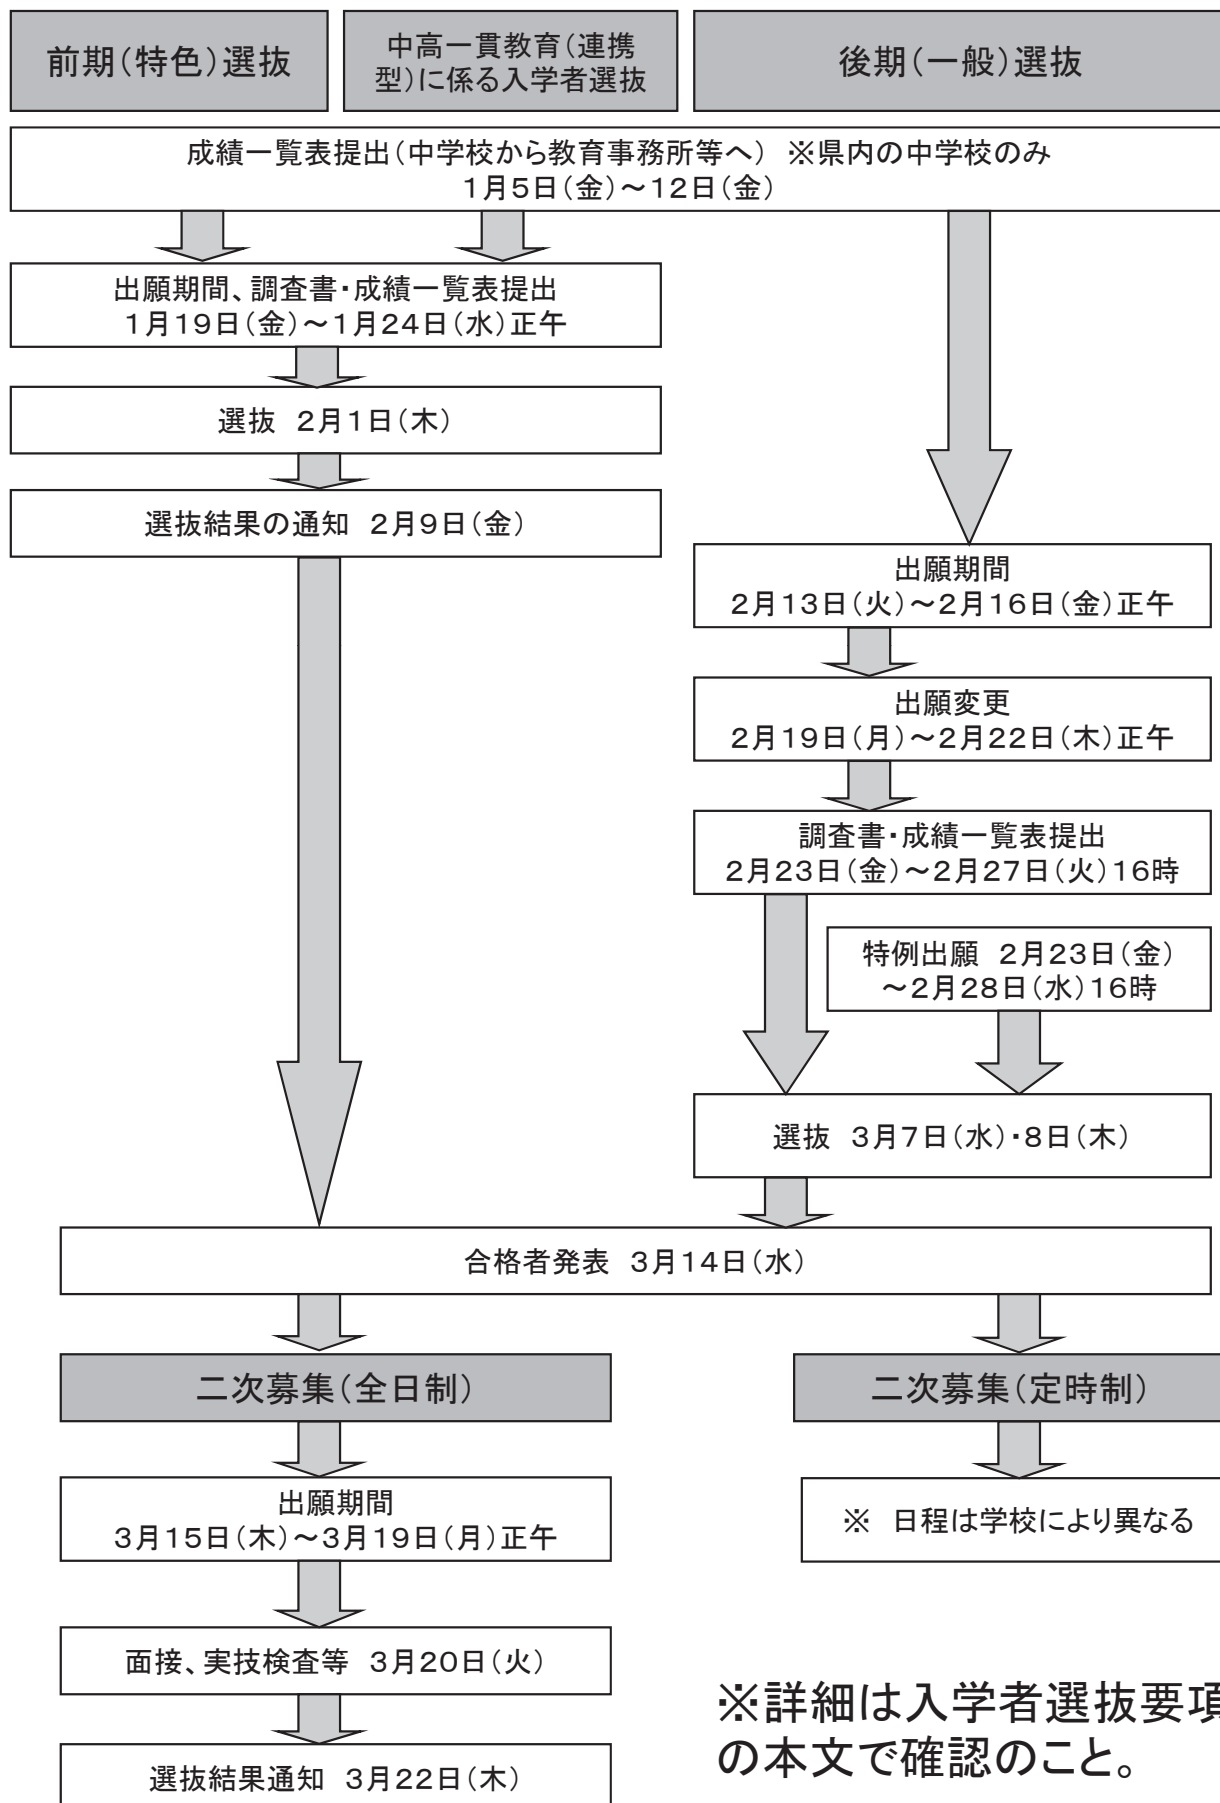 前期（特色）選抜
中高一貫教育（連携
型）に係る入学者選抜
後期（一般）選抜
成績一覧表提出（中学校から教育事務所等へ） ※県内の中学校のみ
1月5日（金）～12日（金）
出願期間、調査書・成績一覧表提出
1月19日（金）～1月24日（水）正午
選抜 2月1日（木）
選抜結果の通知 2月9日（金）
出願期間
2月13日（火）～2月16日（金）正午
出願変更
2月19日（月）～2月22日（木）正午
調査書・成績一覧表提出
2月23日（金）～2月27日（火）16時
特例出願 2月23日（金）
～2月28日（水）16時
選抜 3月7日（水）・8日（木）
合格者発表 3月14日（水）
二次募集（全日制）
二次募集（定時制）
出願期間
3月15日（木）～3月19日（月）正午
※ 日程は学校により異なる
面接、実技検査等 3月20日（火）
選抜結果通知 3月22日（木）
※詳細は入学者選抜要項
の本文で確認のこと。